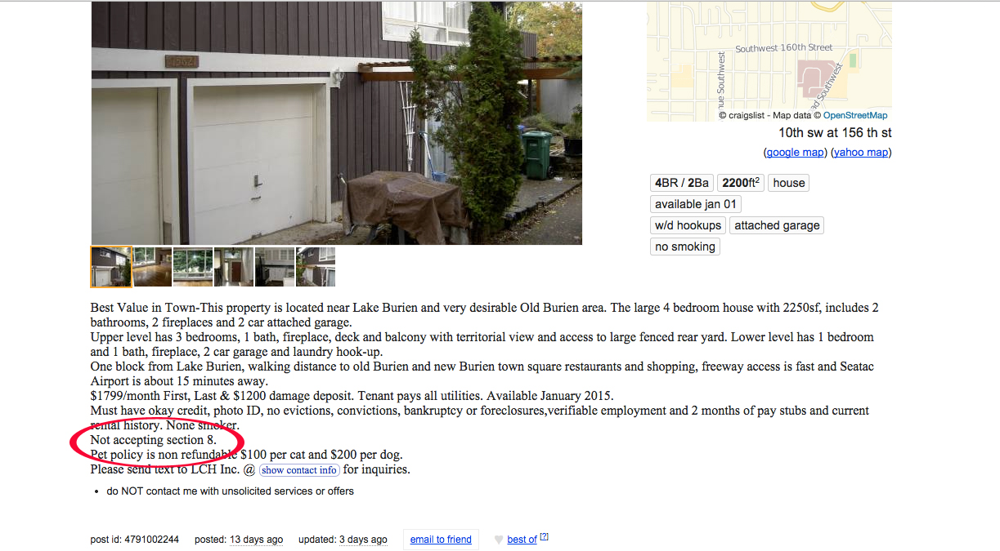 15621
Southwest 160th Street
nue Southwest
ad Southwest
© craigslist - Map data © OpenStreetMap
10th sw at 156 th st
(google map) (yahoo map)
4BR / 2Ba 2200ft² house
available jan 01
w/d hookups attached garage
no smoking
Best Value in Town-This property is located near Lake Burien and very desirable Old Burien area. The large 4 bedroom house with 2250sf, includes 2
bathrooms, 2 fireplaces and 2 car attached garage.
Upper level has 3 bedrooms, 1 bath, fireplace, deck and balcony with territorial view and access to large fenced rear yard. Lower level has 1 bedroom
and 1 bath, fireplace, 2 car garage and laundry hook-up.
One block from Lake Burien, walking distance to old Burien and new Burien town square restaurants and shopping, freeway access is fast and Seatac
Airport is about 15 minutes away.
$1799/month First, Last & $1200 damage deposit. Tenant pays all utilities. Available January 2015.
Must have okay credit, photo ID, no evictions, convictions, bankruptcy or foreclosures,verifiable employment and 2 months of pay stubs and current
rental history. None smoker.
Not accepting section 8.
Pet policy is non refundable $100 per cat and $200 per dog.
Please send text to LCH Inc. @ show contact info for inquiries.
• do NOT contact me with unsolicited services or offers
post id: 4791002244 posted: 13 days ago updated: 3 days ago email to friend ♥ best of [?]